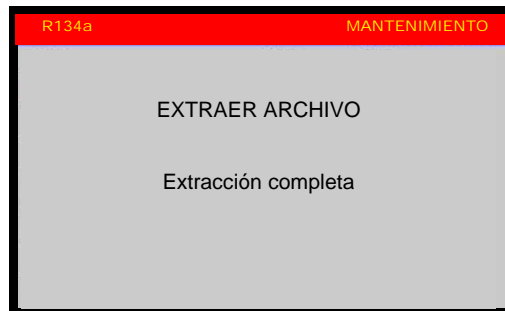 R134a MANTENIMIENTO
EXTRAER ARCHIVO
Extracción completa